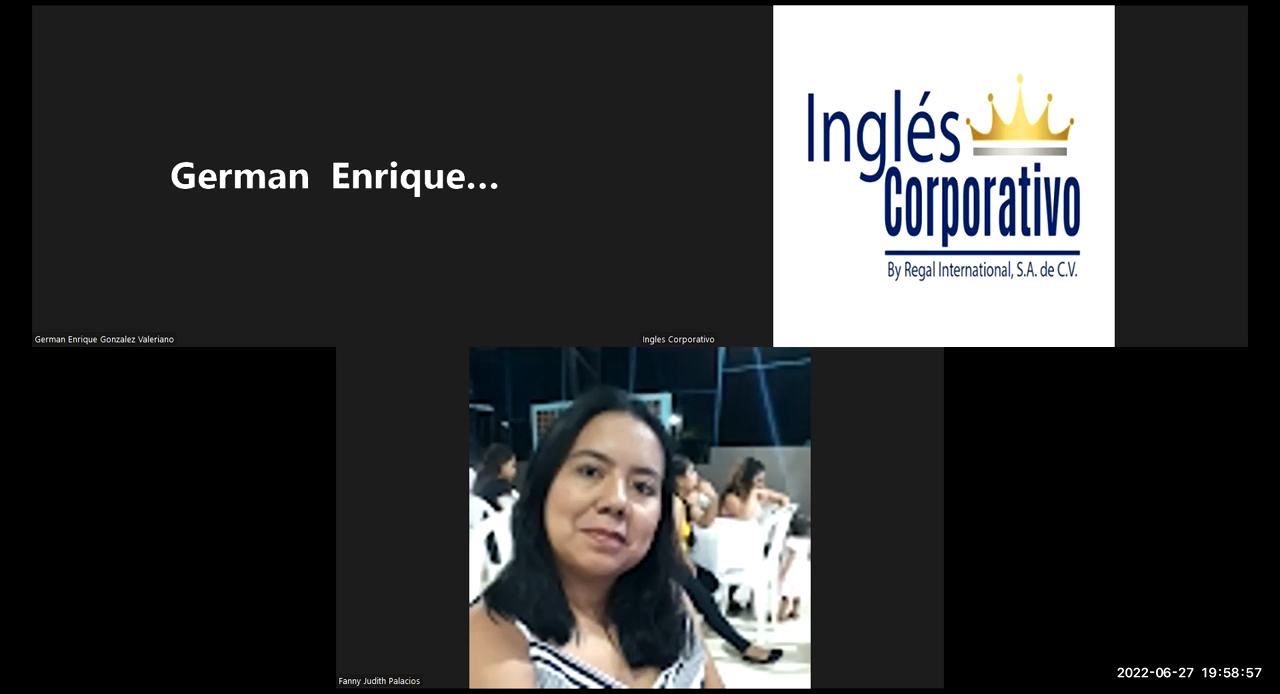 German  Enrique...
German Enrique Gonzalez Valeriano
Inglés
Corporativo
By Regal International, S.A. de C.V.
Ingles Corporativo
Fanny Judith Palacios
2022-06-27 19:58:57